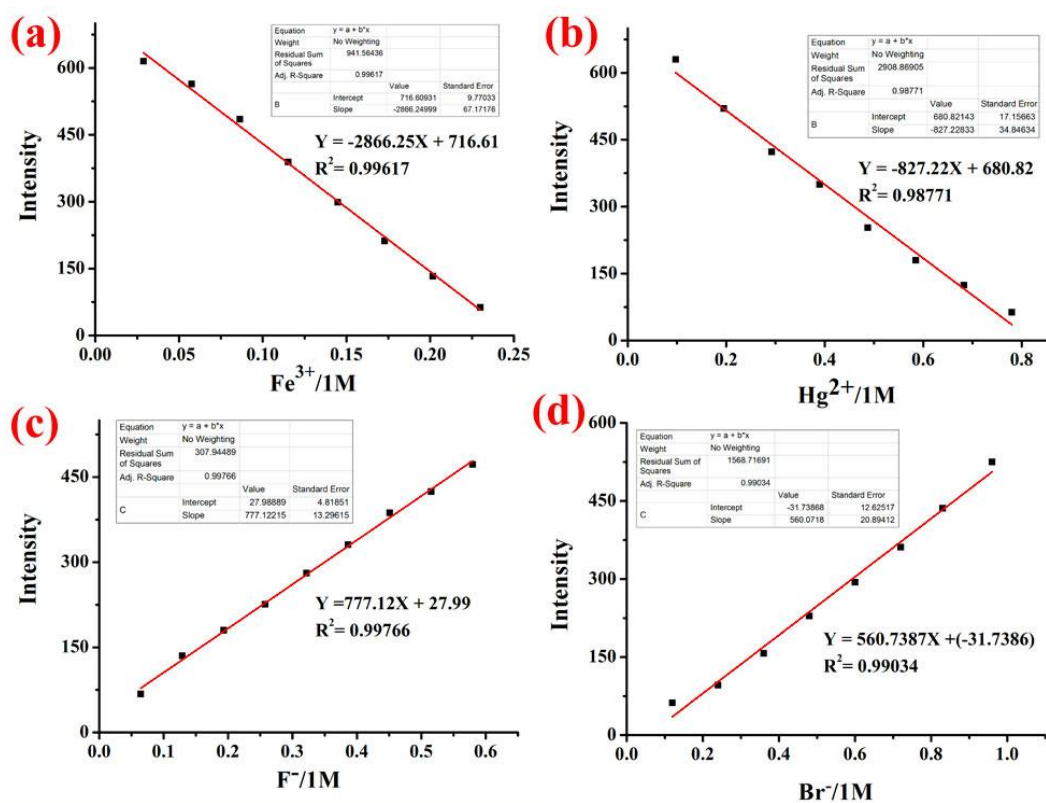 (a)
Equation y = a + b*x
Weight No Weighting
Residual Sum of Squares 941.56436
Adj. R-Square 0.99617
Value Standard Error
B Intercept 716.60931 9.77033
Slope -2866.24999 67.17176
Y = -2866.25X + 716.61
R²= 0.99617
Intensity
600
450
300
150
0
0.00 0.05 0.10 0.15 0.20 0.25
Fe³⁺/1M
(b)
Equation y = a + b*x
Weight No Weighting
Residual Sum of Squares 2908.86905
Adj. R-Square 0.98771
Value Standard Error
B Intercept 680.82143 17.15663
Slope -827.22833 34.84634
Y = -827.22X + 680.82
R²= 0.98771
Intensity
600
450
300
150
0
0.0 0.2 0.4 0.6 0.8
Hg²⁺/1M
(c)
Equation y = a + b*x
Weight No Weighting
Residual Sum of Squares 307.94489
Adj. R-Square 0.99766
Value Standard Error
C Intercept 27.98889 4.81851
Slope 777.12215 13.29615
Y =777.12X + 27.99
R²= 0.99766
Intensity
450
300
150
0
0.0 0.1 0.2 0.3 0.4 0.5 0.6
F⁻/1M
(d)
Equation y = a + b*x
Weight No Weighting
Residual Sum of Squares 1568.71691
Adj. R-Square 0.99034
Value Standard Error
C Intercept -31.73868 12.62517
Slope 560.0718 20.89412
Y = 560.7387X +(-31.7386)
R²= 0.99034
Intensity
600
450
300
150
0
0.0 0.2 0.4 0.6 0.8 1.0
Br⁻/1M